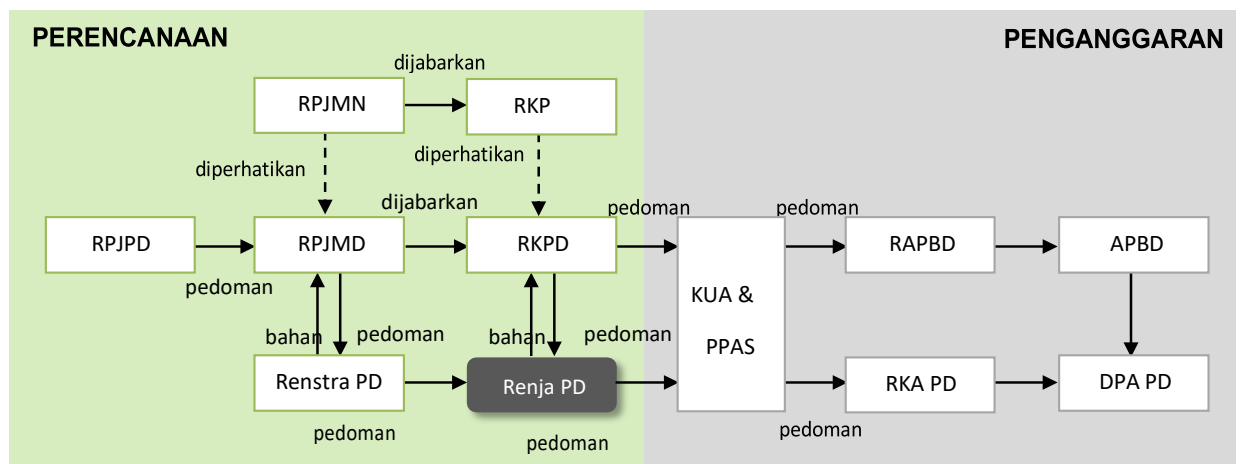 PERENCANAAN
PENGANGGARAN
dijabarkan
RPJMN
RKP
diperhatikan
diperhatikan
dijabarkan
pedoman
pedoman
RPJPD
RPJMD
RKPD
RAPBD
APBD
pedoman
KUA &
PPAS
bahan
pedoman
bahan
pedoman
Renstra PD
Renja PD
RKA PD
DPA PD
pedoman
pedoman
pedoman